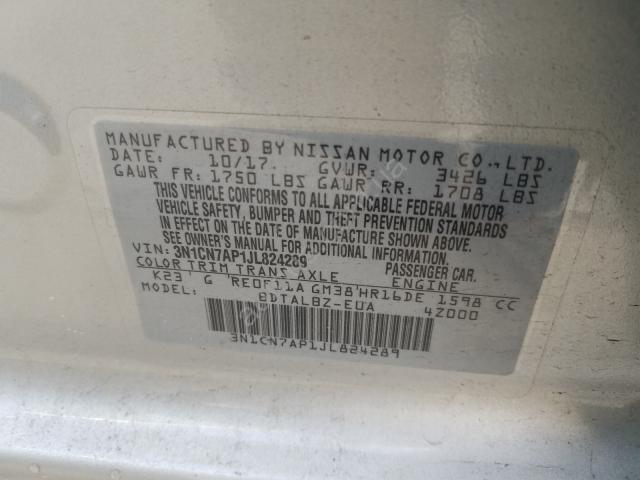 MANUFACTURED BY NISSAN MOTOR CO., LTD.
DATE: 10/17 GVWR: 3426 LBS
GAWR FR: 1750 LBS GAWR RR: 1708 LBS
THIS VEHICLE CONFORMS TO ALL APPLICABLE FEDERAL MOTOR
VEHICLE SAFETY, BUMPER AND THEFT PREVENTION STANDARDS
IN EFFECT ON THE DATE OF MANUFACTURE SHOWN ABOVE.
SEE OWNER'S MANUAL FOR ADDITIONAL INFORMATION.
VIN: 3N1CN7AP1JL824289 PASSENGER CAR.
COLOR TRIM TRANS AXLE ENGINE
K23 G RE0F11A GM38 HR16DE 1598 CC
MODEL: BDTALBZ-EUA 4Z000
3N1CN7AP1JL824289